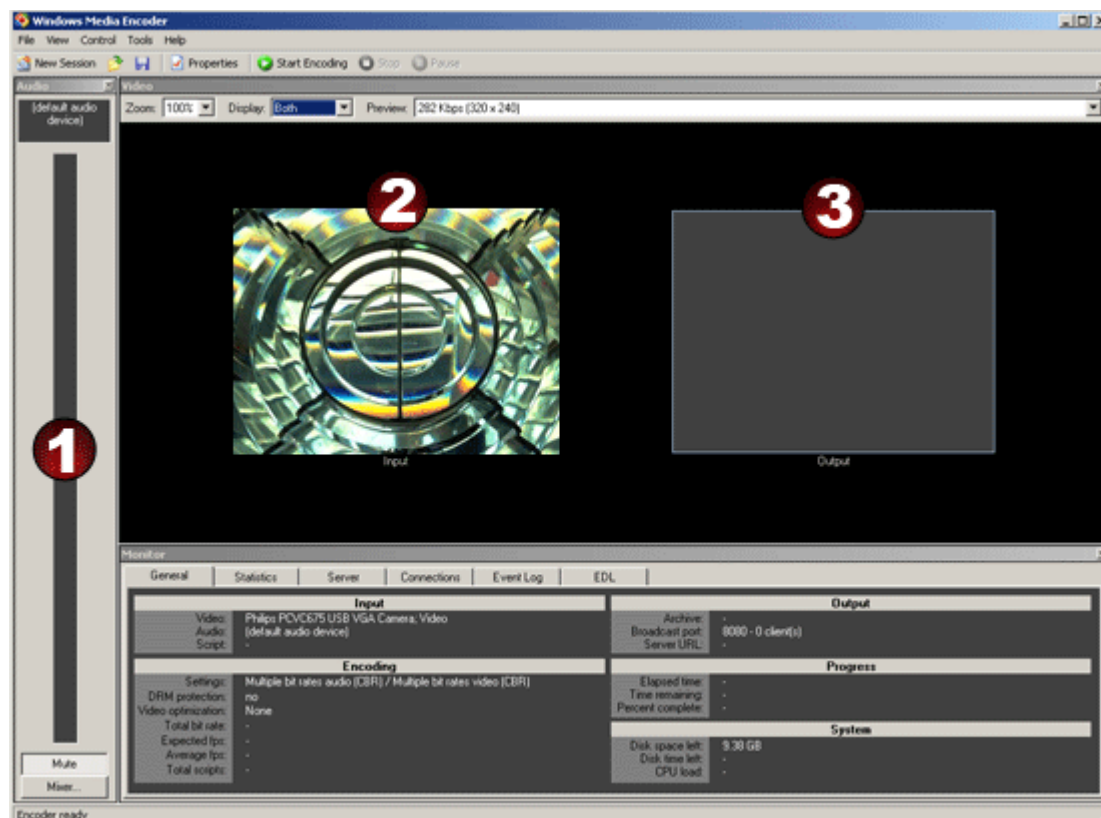 Windows Media Encoder
File View Control Tools Help
New Session Properties Start Encoding Stop Pause
Audio
Video
(default audio device)
Zoom: 100% Display: Both Preview: 282 Kbps (320 x 240)
2
3
1
Input
Output
Monitor
General Statistics Server Connections Event Log EDL
Input
Video: Philips PCVC675 USB VGA Camera; Video
Audio: (default audio device)
Script: -
Encoding
Settings: Multiple bit rates audio (CBR) / Multiple bit rates video (CBR)
DRM protection: no
Video optimization: None
Total bit rate: -
Expected fps: -
Average fps: -
Total scripts: -
Output
Archive: -
Broadcast port: 8080 - 0 client(s)
Server URL: -
Progress
Elapsed time: -
Time remaining: -
Percent complete: -
System
Disk space left: 9.38 GB
Disk time left: -
CPU load: -
Mute
Mixer...
Encoder ready